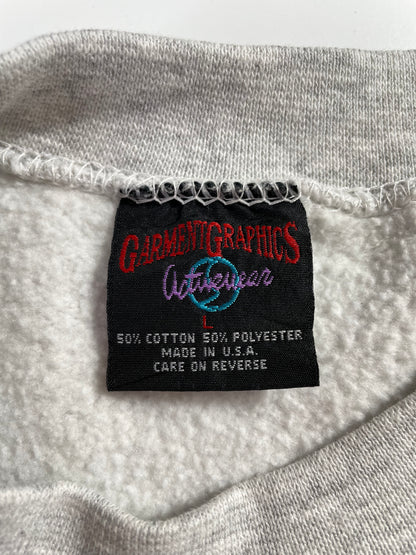 GARMENTGRAPHICS
Activewear
L
50% COTTON 50% POLYESTER
MADE IN U.S.A.
CARE ON REVERSE